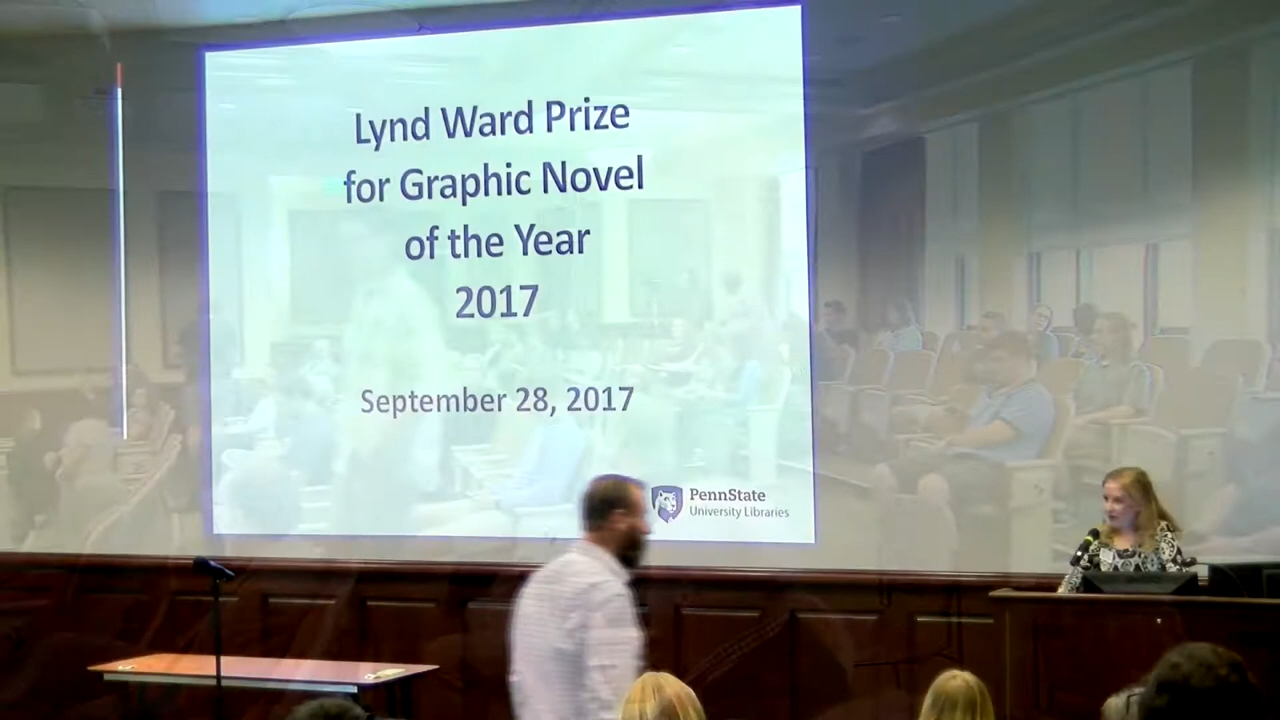 Lynd Ward Prize
for Graphic Novel
of the Year
2017
September 28, 2017
PennState
University Libraries